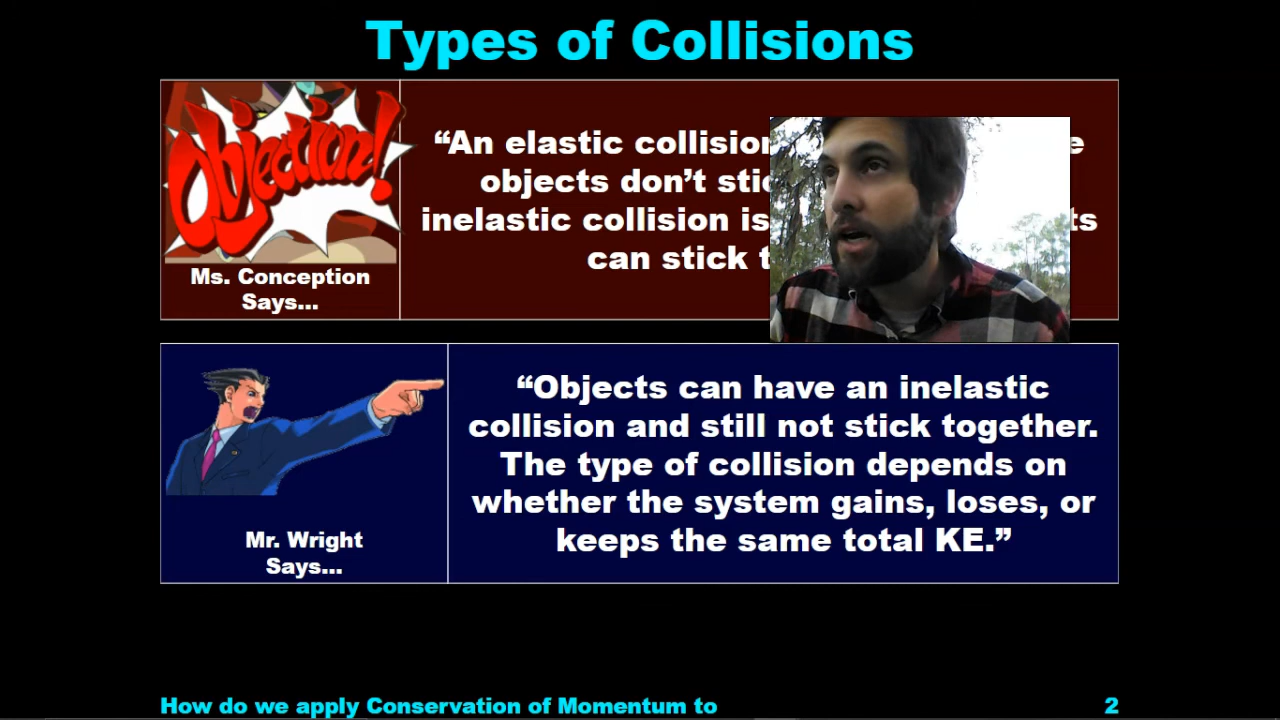 Types of Collisions
Objection!
Ms. Conception
Says...
“An elastic collision
objects don’t
inelastic collision is
can stick
“Objects can have an inelastic
collision and still not stick together.
The type of collision depends on
whether the system gains, loses, or
keeps the same total KE.”
Mr. Wright
Says...
How do we apply Conservation of Momentum to
2